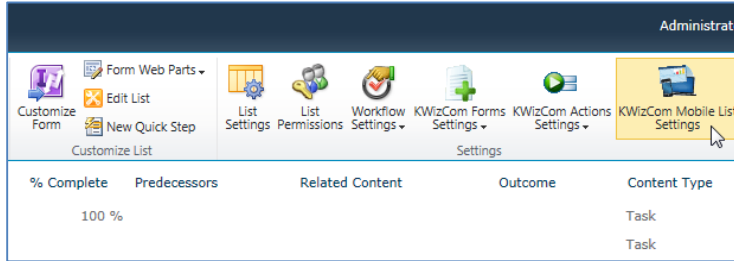 Administrat
Form Web Parts
Edit List
New Quick Step
Customize
Form
List
Settings
List
Permissions
Workflow
Settings
KWizCom Forms
Settings
KWizCom Actions
Settings
KWizCom Mobile List
Settings
Customize List
Settings
% Complete Predecessors Related Content Outcome Content Type
100 % Task
Task